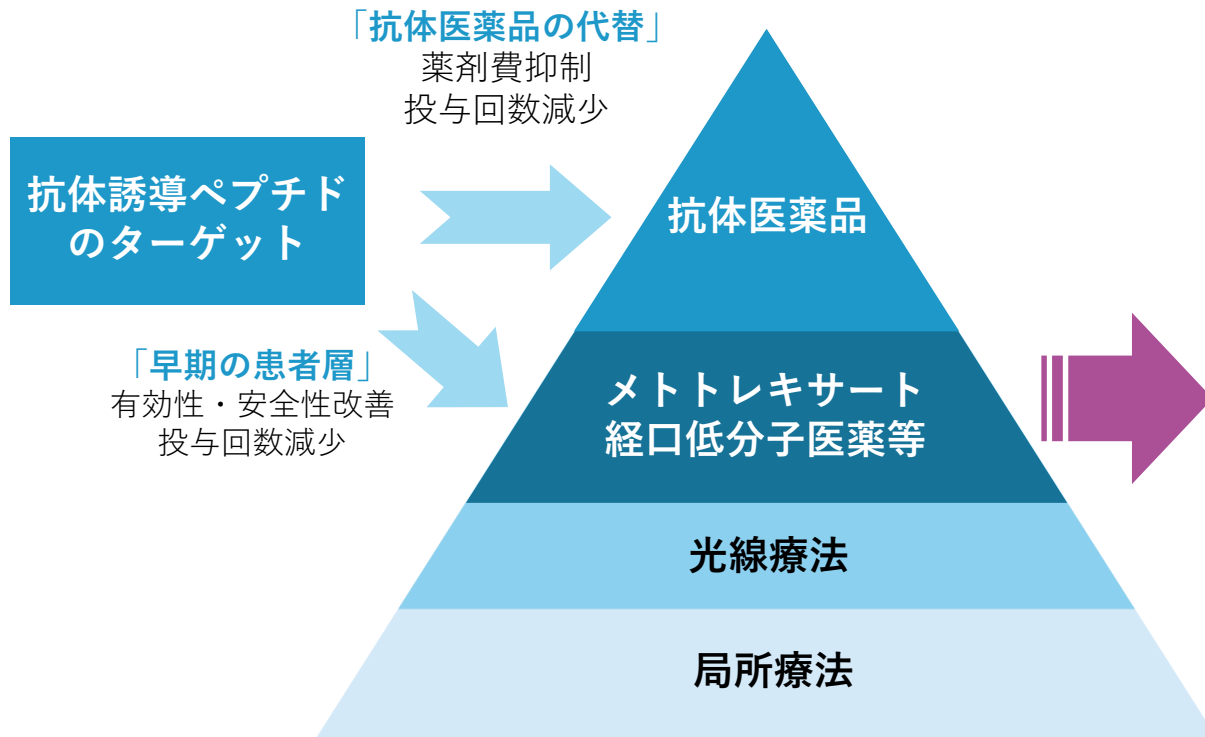 「抗体医薬品の代替」
薬剤費抑制
投与回数減少
抗体誘導ペプチド
のターゲット
抗体医薬品
「早期の患者層」
有効性・安全性改善
投与回数減少
メトトレキサート
経口低分子医薬等
光線療法
局所療法